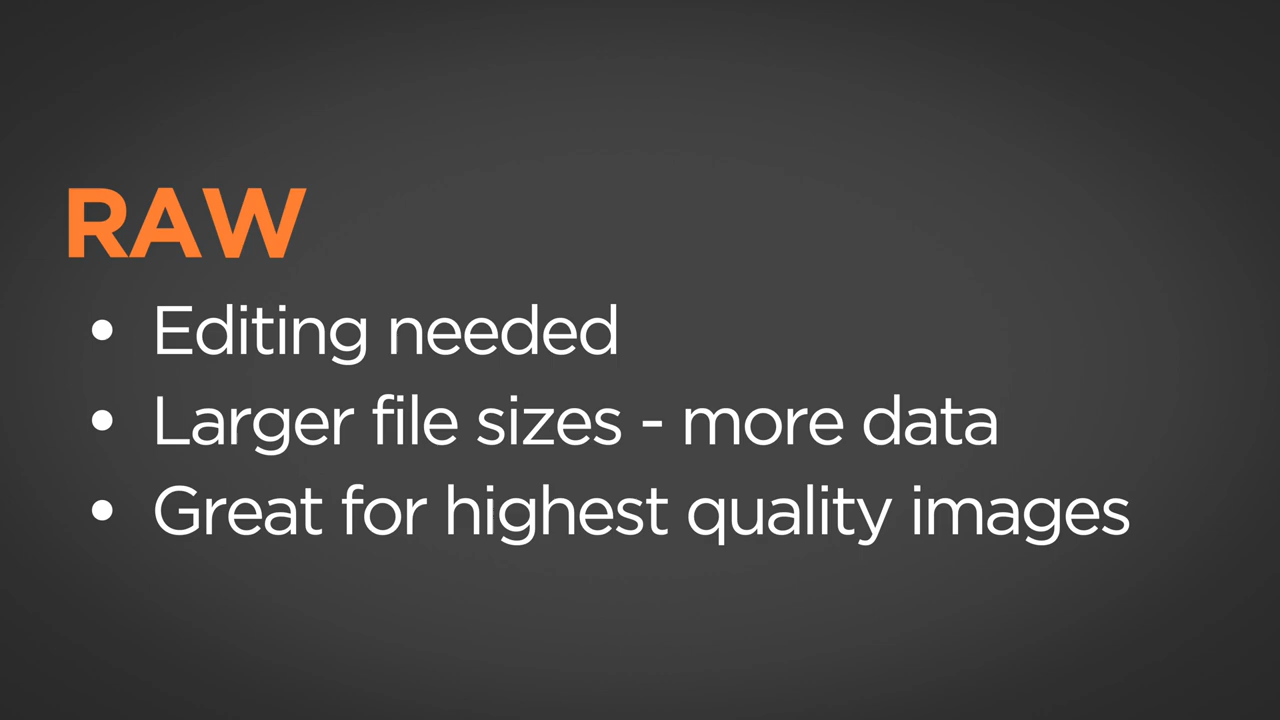 RAW
• Editing needed
• Larger file sizes - more data
• Great for highest quality images